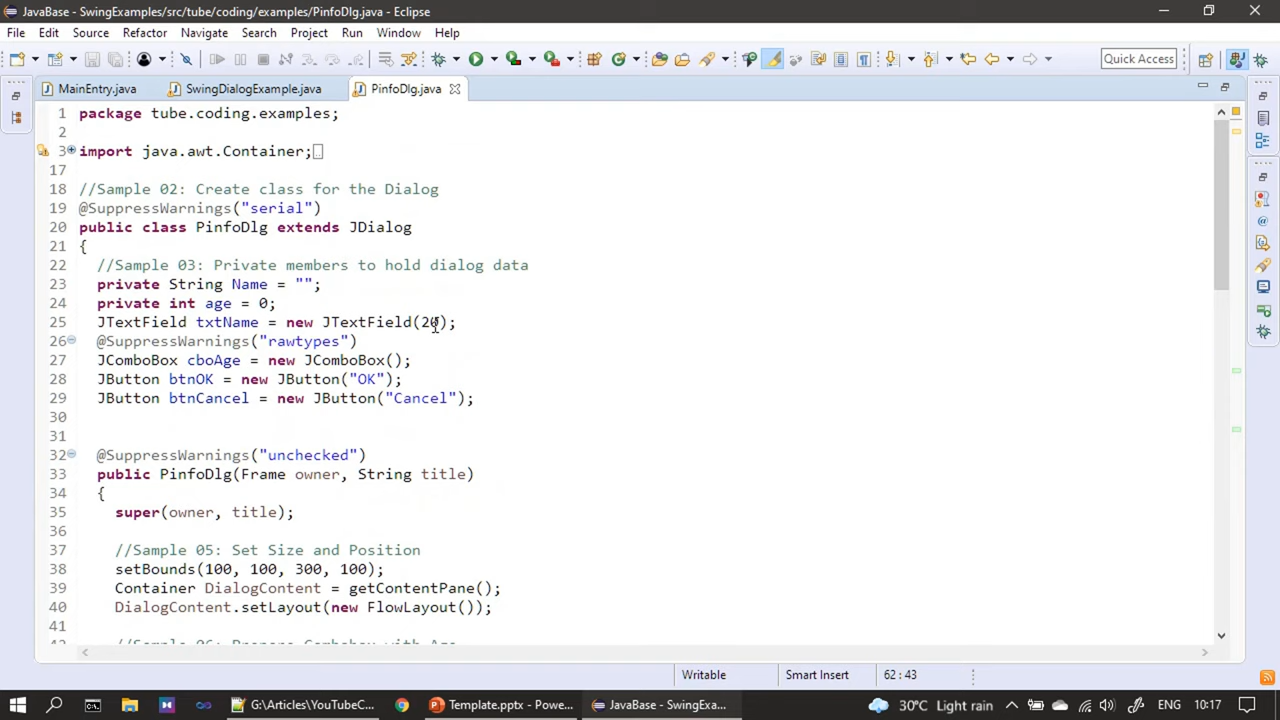 JavaBase - SwingExamples/src/tube/coding/examples/PinfoDlg.java - Eclipse
File Edit Source Refactor Navigate Search Project Run Window Help
Quick Access
MainEntry.java SwingDialogExample.java PinfoDlg.java
1 package tube.coding.examples;
2
3 import java.awt.Container;
17
18 //Sample 02: Create class for the Dialog
19 @SuppressWarnings("serial")
20 public class PinfoDlg extends JDialog
21 {
22 //Sample 03: Private members to hold dialog data
23 private String Name = "";
24 private int age = 0;
25 JTextField txtName = new JTextField(20);
26 @SuppressWarnings("rawtypes")
27 JComboBox cboAge = new JComboBox();
28 JButton btnOK = new JButton("OK");
29 JButton btnCancel = new JButton("Cancel");
30
31
32 @SuppressWarnings("unchecked")
33 public PinfoDlg(Frame owner, String title)
34 {
35 super(owner, title);
36
37 //Sample 05: Set Size and Position
38 setBounds(100, 100, 300, 100);
39 Container DialogContent = getContentPane();
40 DialogContent.setLayout(new FlowLayout());
41
Writable Smart Insert 62 : 43
G:\Articles\YouTubeC... Template.pptx - Powe... JavaBase - SwingExa... 30°C Light rain ENG 10:17